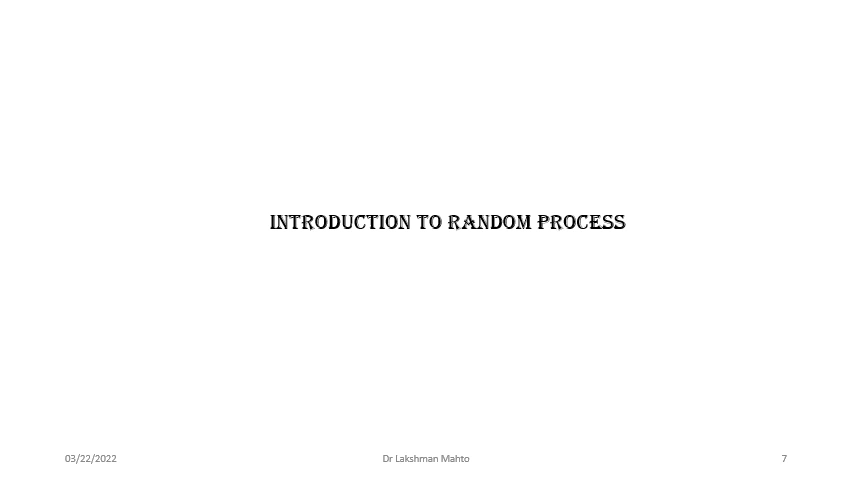 INTRODUCTION TO RANDOM PROCESS
03/22/2022
Dr Lakshman Mahto
7